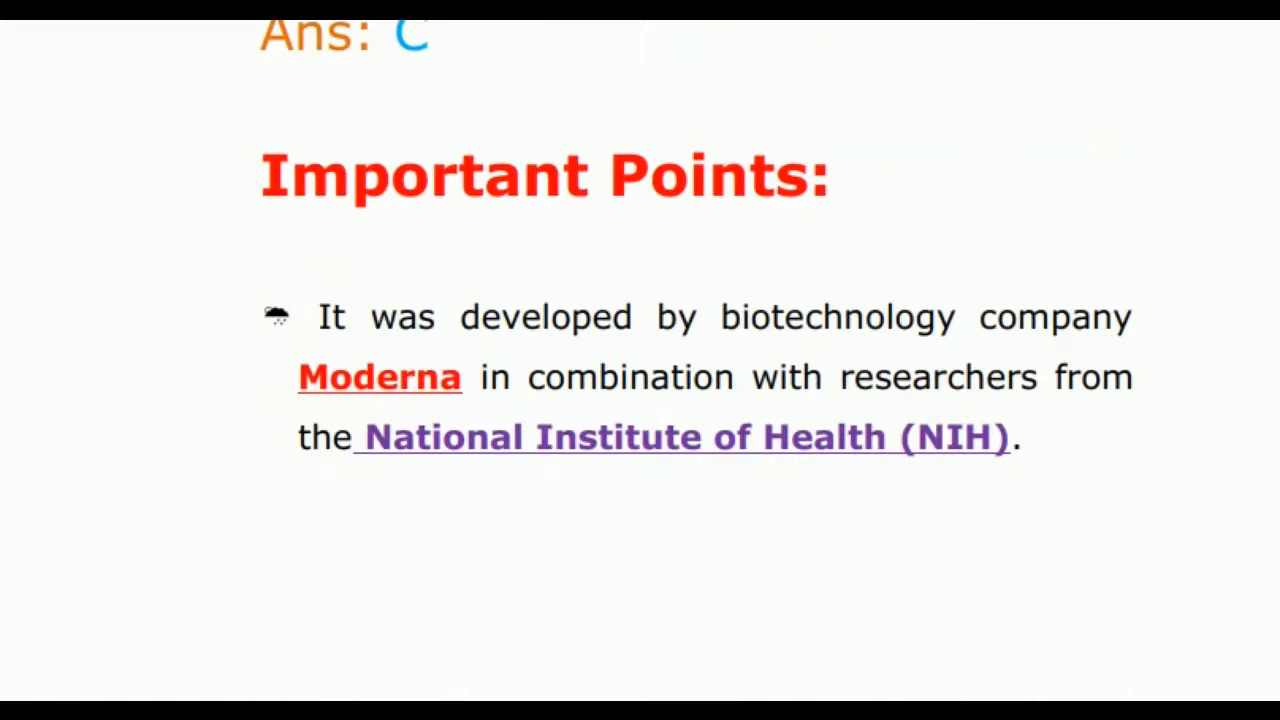 Ans: C
Important Points:
It was developed by biotechnology company
Moderna in combination with researchers from
the National Institute of Health (NIH).